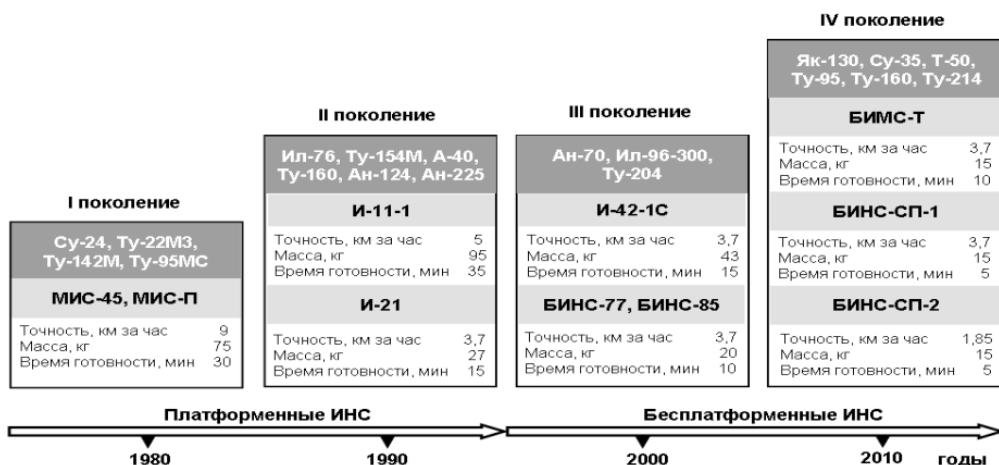 I поколение
Су-24, Ту-22М3,
Ту-142М, Ту-95МС
МИС-45, МИС-П
Точность, км за час 9
Масса, кг 75
Время готовности, мин 30
II поколение
Ил-76, Ту-154М, А-40,
Ту-160, Ан-124, Ан-225
И-11-1
Точность, км за час 5
Масса, кг 95
Время готовности, мин 35
И-21
Точность, км за час 3,7
Масса, кг 27
Время готовности, мин 15
III поколение
Ан-70, Ил-96-300,
Ту-204
И-42-1С
Точность, км за час 3,7
Масса, кг 43
Время готовности, мин 15
БИНС-77, БИНС-85
Точность, км за час 3,7
Масса, кг 20
Время готовности, мин 10
IV поколение
Як-130, Су-35, Т-50,
Ту-95, Ту-160, Ту-214
БИМС-Т
Точность, км за час 3,7
Масса, кг 15
Время готовности, мин 10
БИНС-СП-1
Точность, км за час 3,7
Масса, кг 15
Время готовности, мин 5
БИНС-СП-2
Точность, км за час 1,85
Масса, кг 15
Время готовности, мин 5
Платформенные ИНС Бесплатформенные ИНС
1980 1990 2000 2010 годы